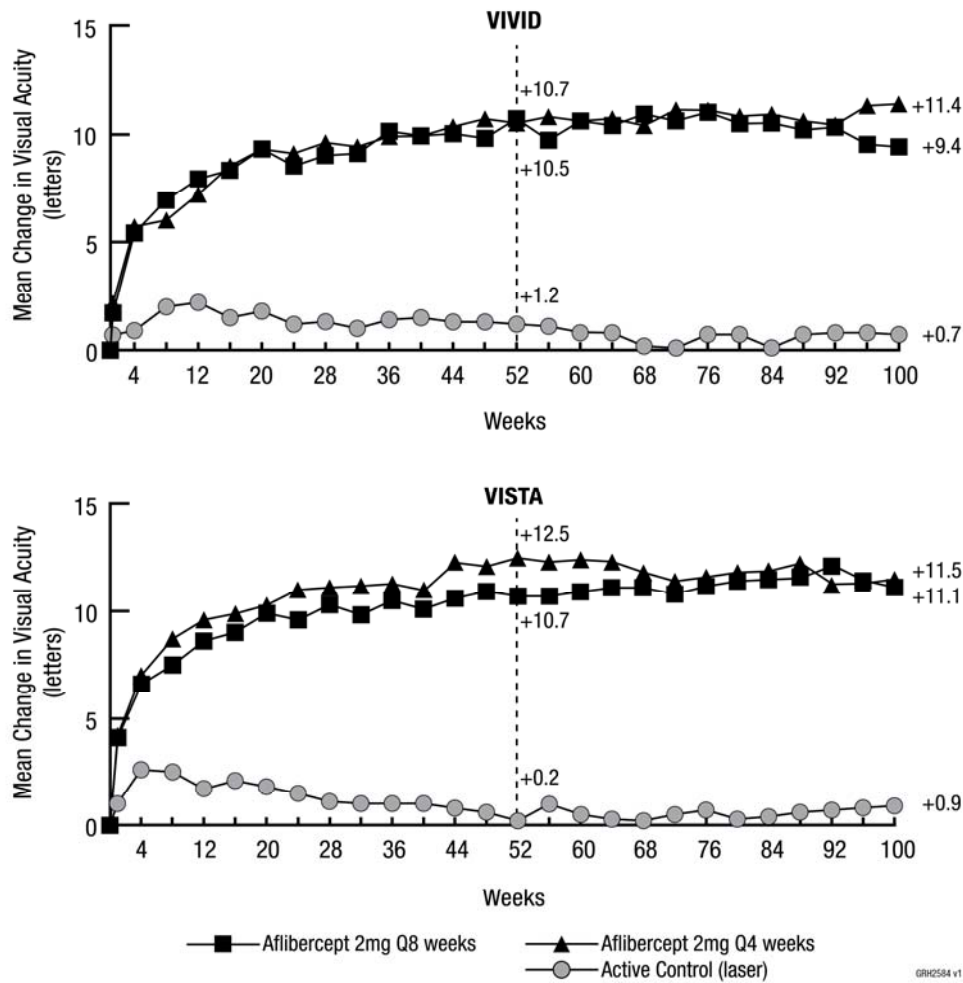 VIVID
15
10
5
0
Mean Change in Visual Acuity
(letters)
+10.7
+10.5
+1.2
+11.4
+9.4
+0.7
4 12 20 28 36 44 52 60 68 76 84 92 100
Weeks
VISTA
15
10
5
0
Mean Change in Visual Acuity
(letters)
+12.5
+10.7
+0.2
+11.5
+11.1
+0.9
4 12 20 28 36 44 52 60 68 76 84 92 100
Weeks
Aflibercept 2mg Q8 weeks
Aflibercept 2mg Q4 weeks
Active Control (laser)
GRH2584 v1